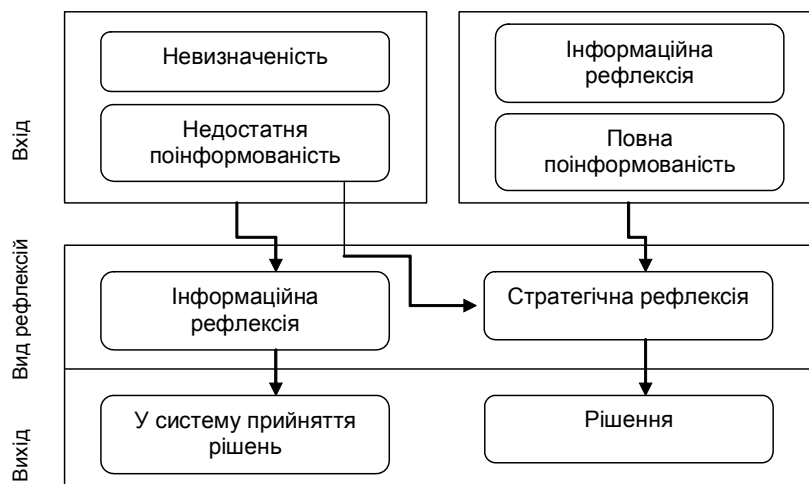 Вхід
Невизначеність
Недостатня
поінформованість
Інформаційна
рефлексія
Повна
поінформованість
Вид рефлексій
Інформаційна
рефлексія
Стратегічна рефлексія
Вихід
У систему прийняття
рішень
Рішення